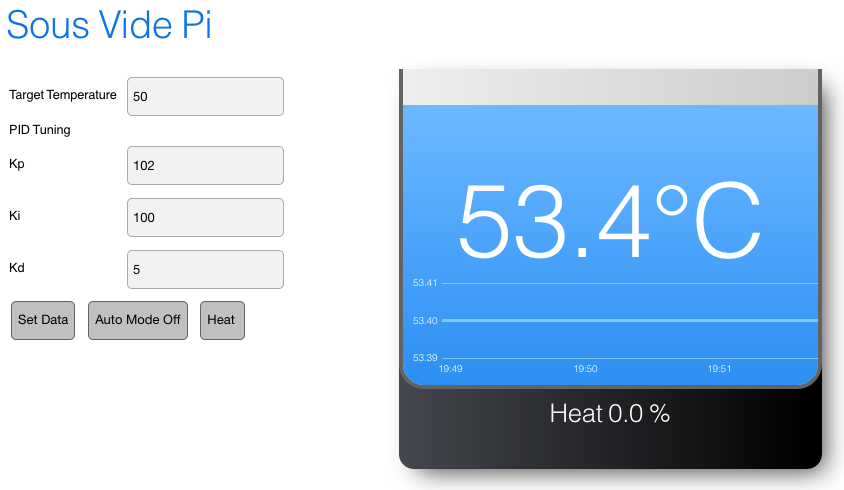 Sous Vide Pi
Target Temperature 50
PID Tuning
Kp 102
Ki 100
Kd 5
Set Data Auto Mode Off Heat
53.4°C
53.41
53.40
53.39
19:49 19:50 19:51
Heat 0.0 %